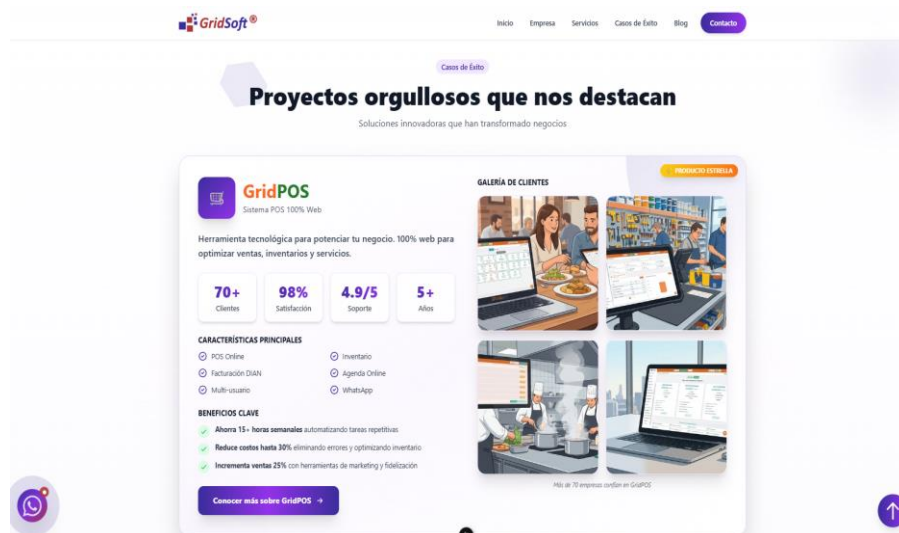 GridSoft®
Inicio Empresa Servicios Casos de Éxito Blog Contacto
Casos de Éxito
Proyectos orgullosos que nos destacan
Soluciones innovadoras que han transformado negocios
PRODUCTO ESTRELLA
GridPOS
Sistema POS 100% Web
Herramienta tecnológica para potenciar tu negocio. 100% web para
optimizar ventas, inventarios y servicios.
70+ 98% 4.9/5 5+
Clientes Satisfacción Soporte Años
CARACTERÍSTICAS PRINCIPALES
POS Online Inventario
Facturación DIAN Agenda Online
Multi-usuario WhatsApp
BENEFICIOS CLAVE
Ahorra 15+ horas semanales automatizando tareas repetitivas
Reduce costos hasta 30% eliminando errores y optimizando inventario
Incrementa ventas 25% con herramientas de marketing y fidelización
Conocer más sobre GridPOS →
GALERÍA DE CLIENTES
Más de 70 empresas confían en GridPOS